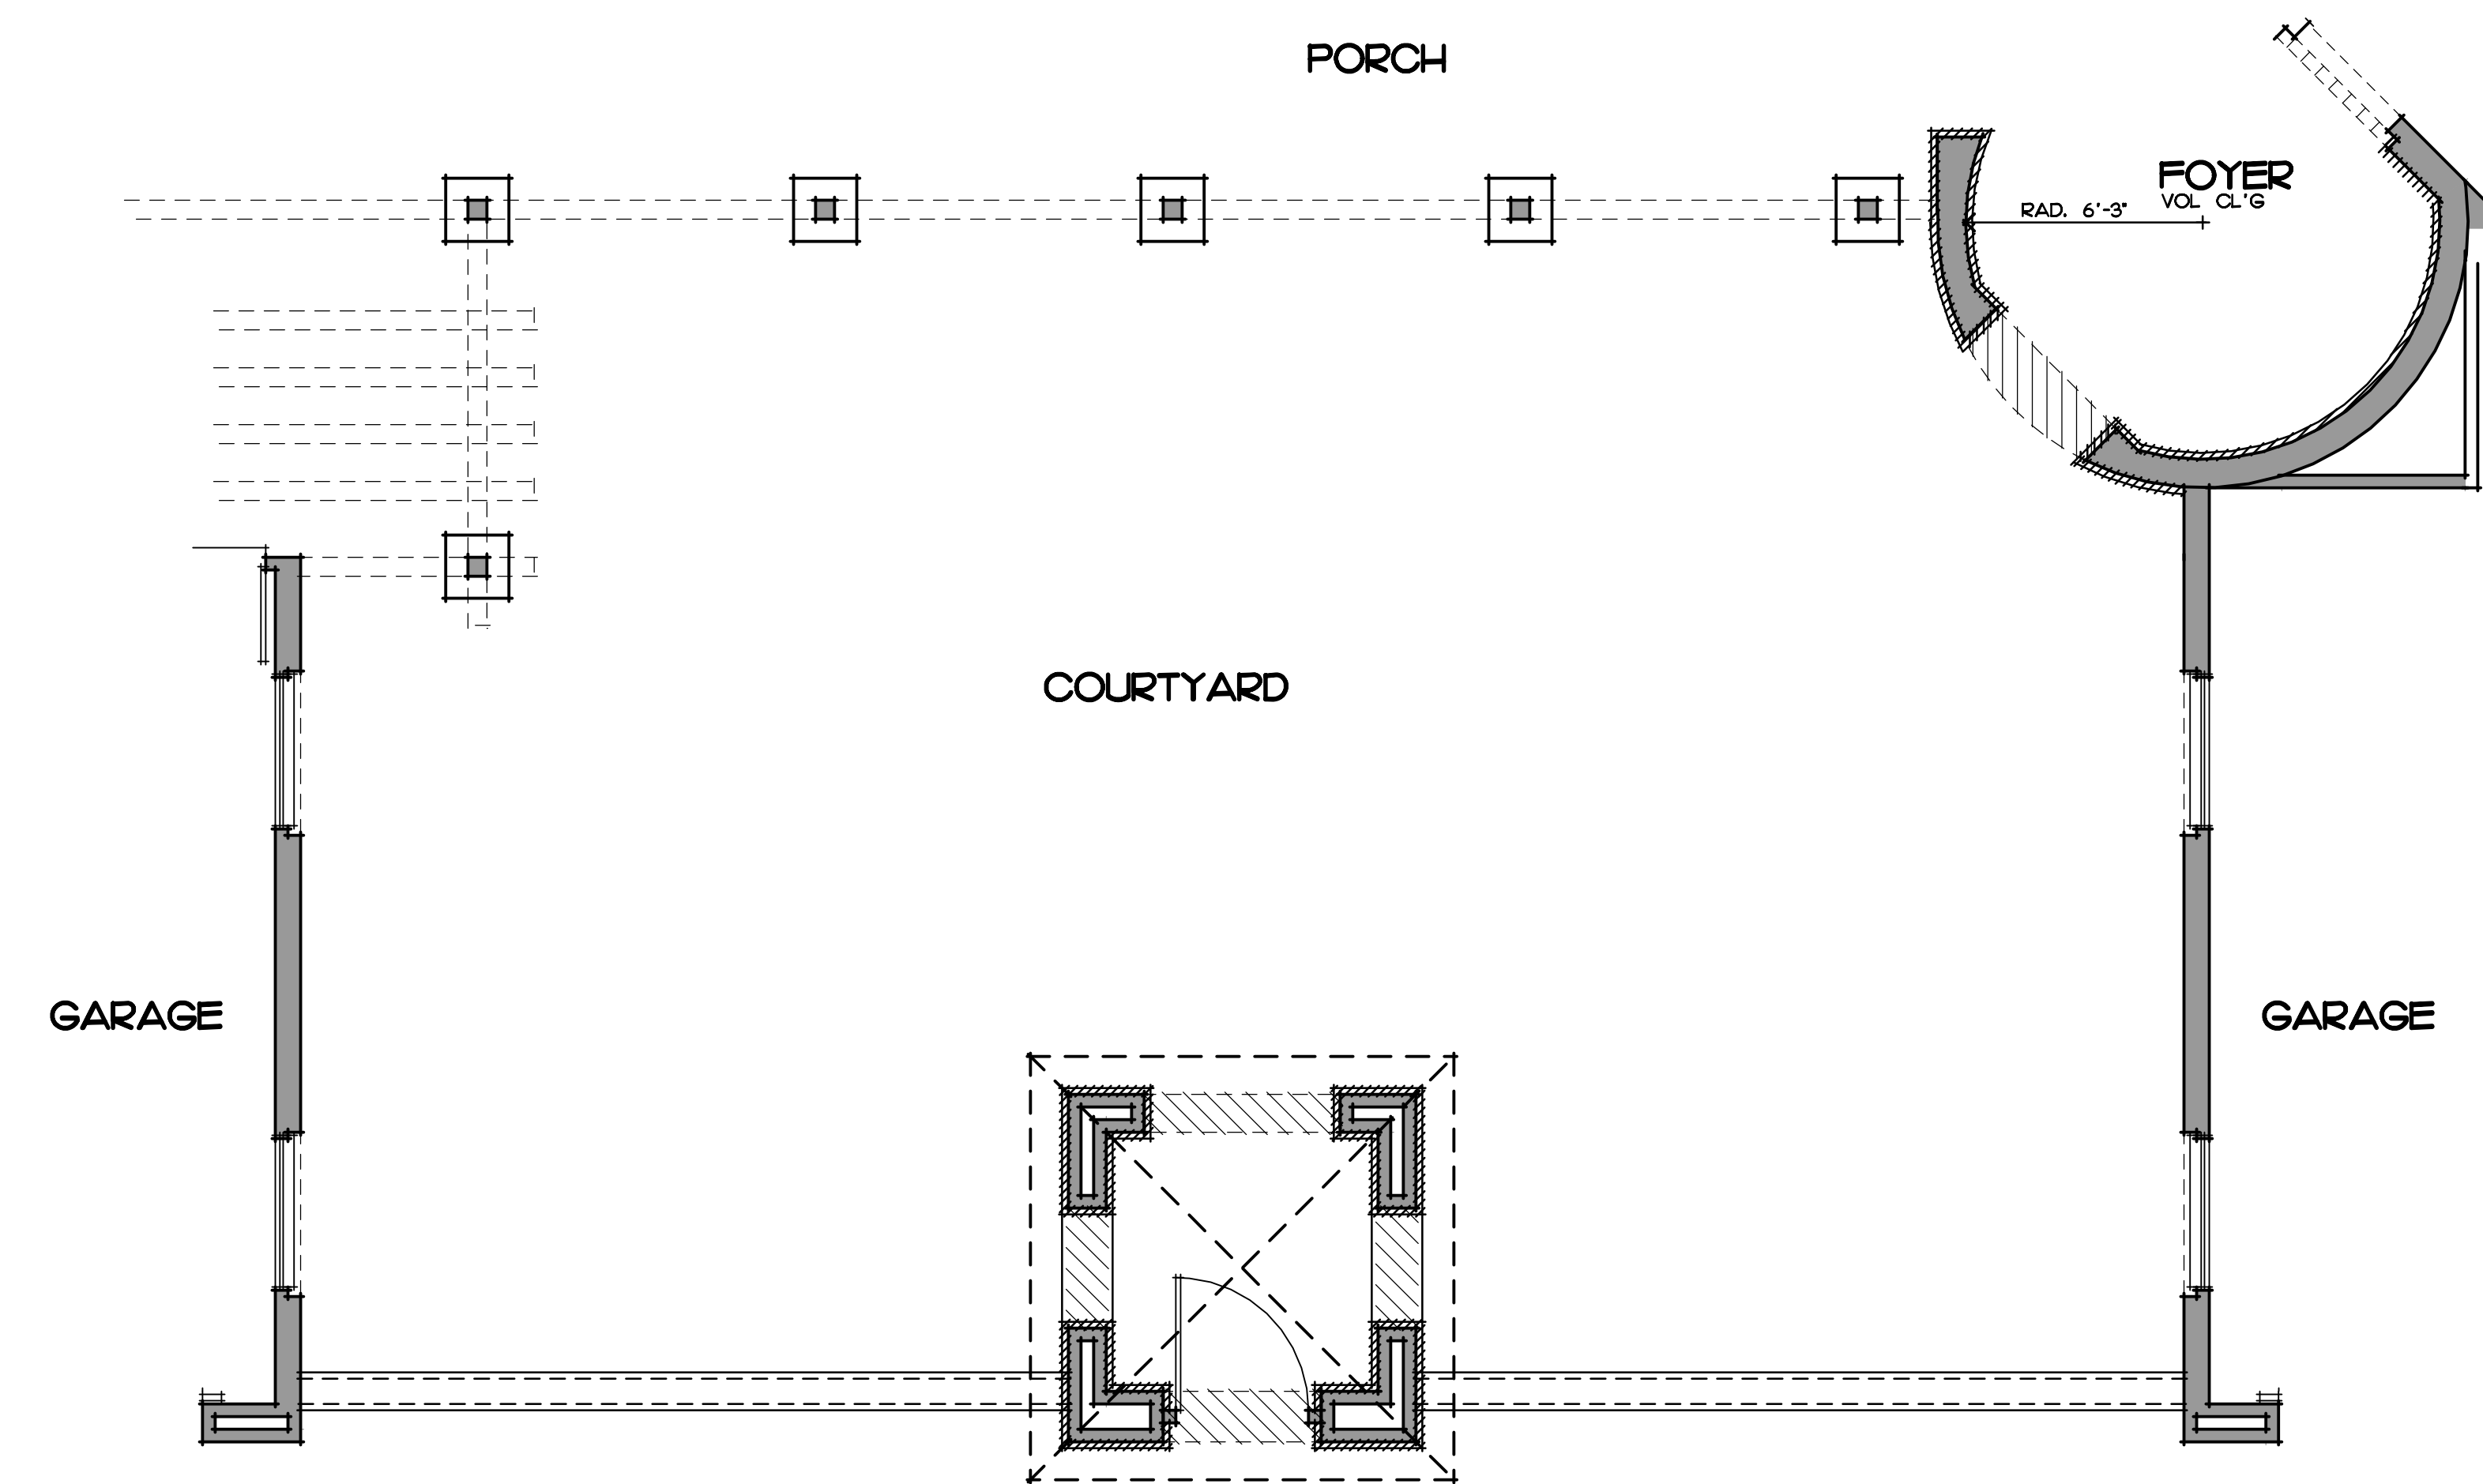 PORCH
FOYER
VOL CL'G
RAD. 6'-3"
COURTYARD
GARAGE
GARAGE